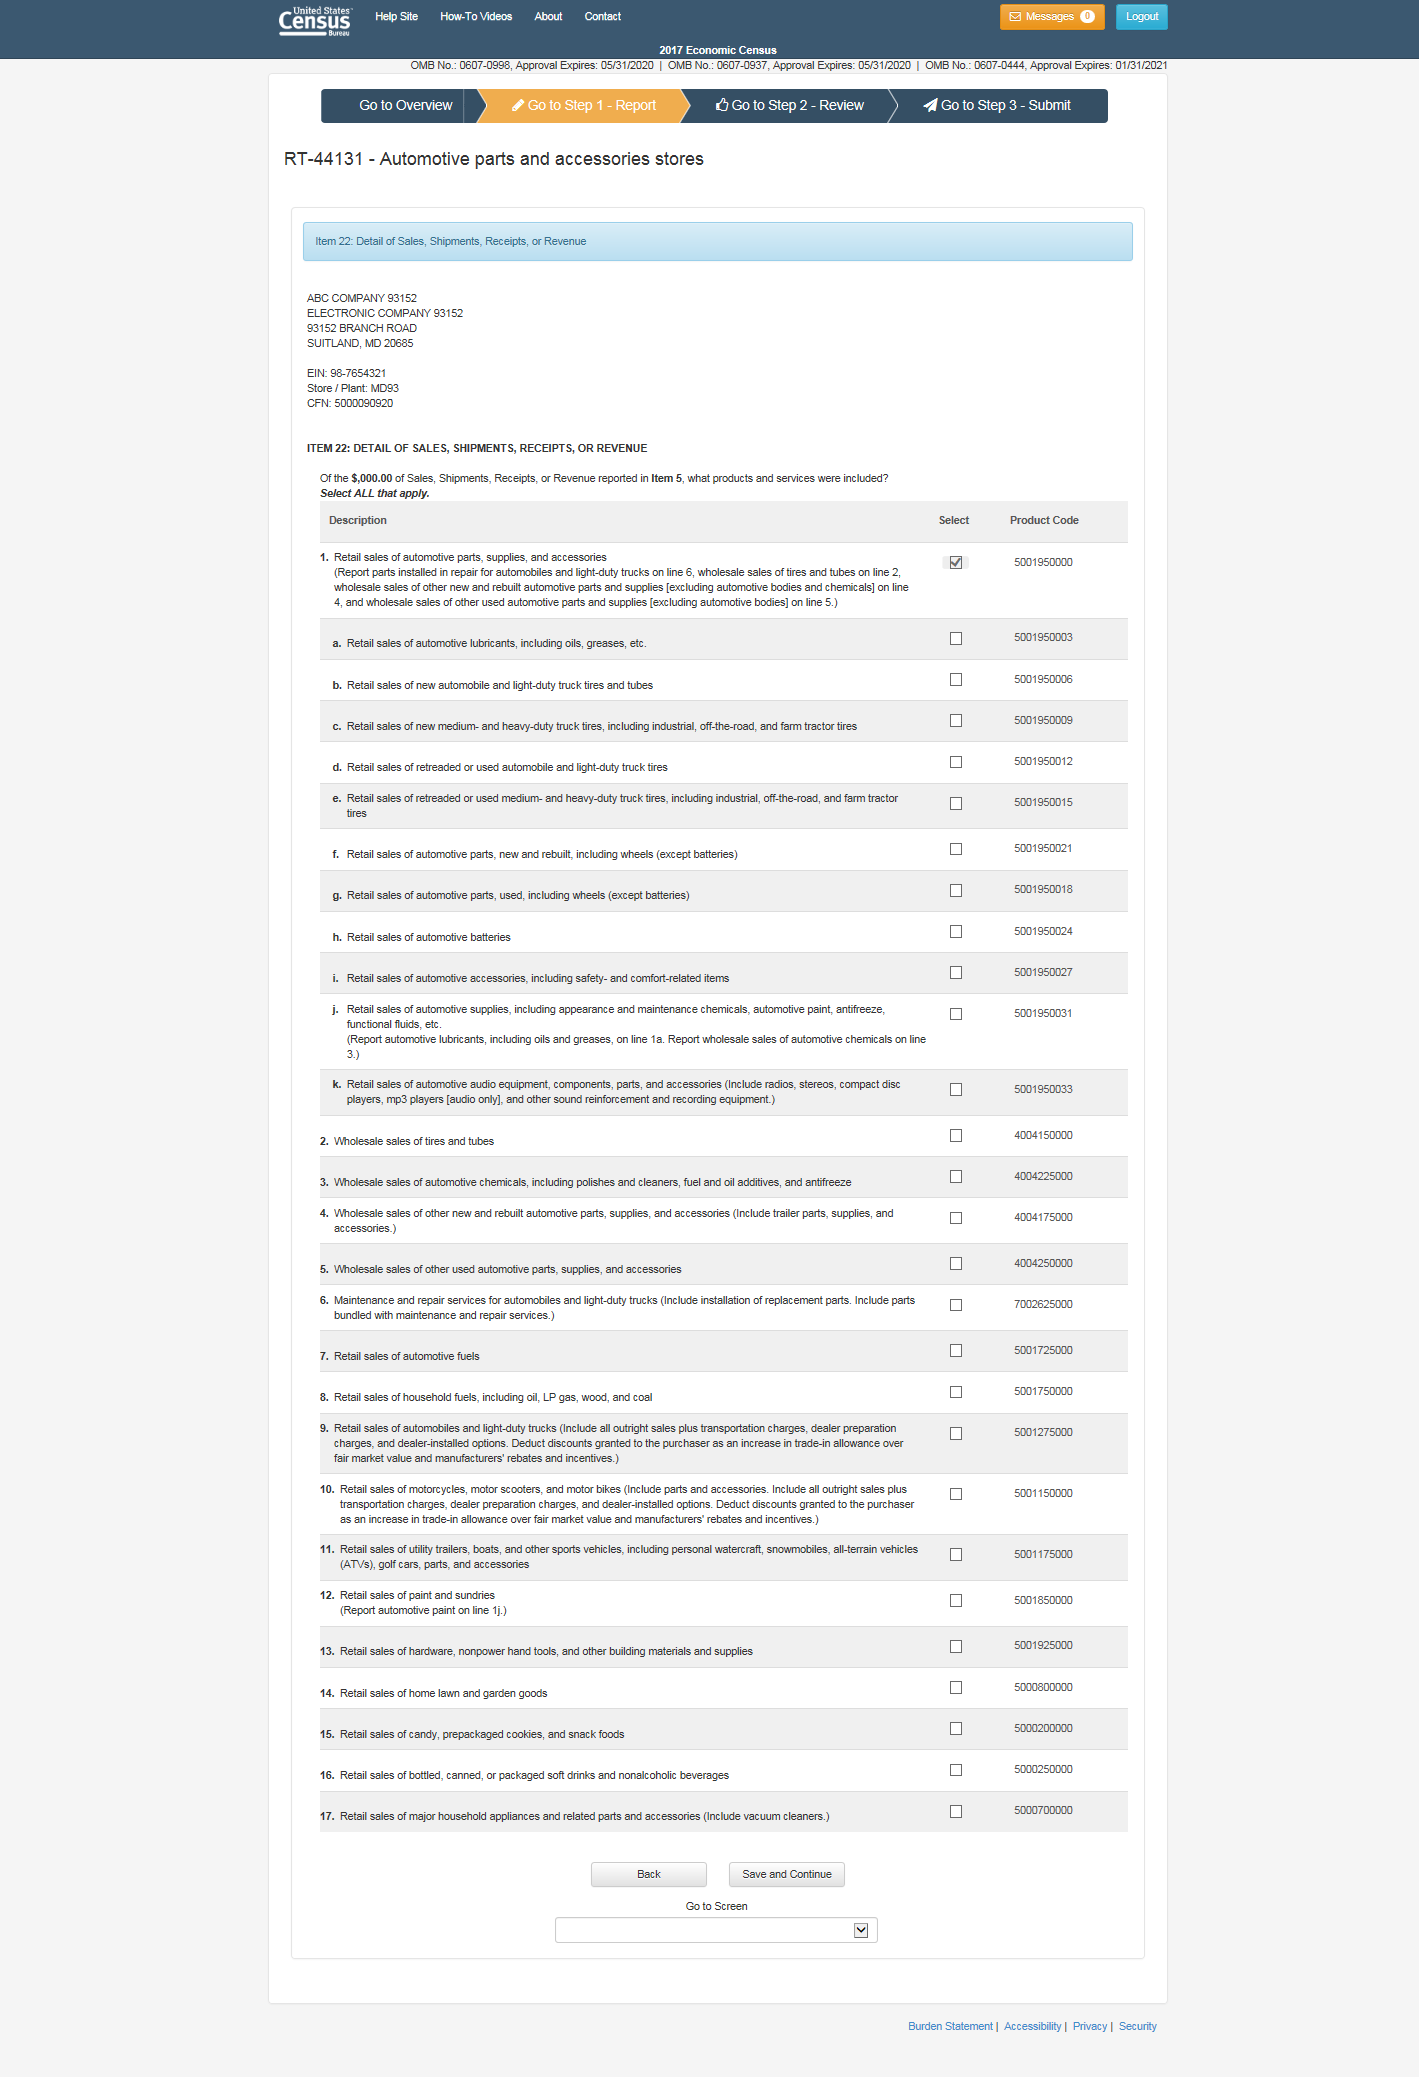 United States™
Census
Bureau
Help Site
How-To Videos
About
Contact
Messages 0
Logout
2017 Economic Census
OMB No.: 0607-0998, Approval Expires: 05/31/2020 | OMB No.: 0607-0937, Approval Expires: 05/31/2020 | OMB No.: 0607-0444, Approval Expires: 01/31/2021
Go to Overview
Go to Step 1 - Report
Go to Step 2 - Review
Go to Step 3 - Submit
RT-44131 - Automotive parts and accessories stores
Item 22: Detail of Sales, Shipments, Receipts, or Revenue
ABC COMPANY 93152
ELECTRONIC COMPANY 93152
93152 BRANCH ROAD
SUITLAND, MD 20685
EIN: 98-7654321
Store / Plant: MD93
CFN: 5000090920
ITEM 22: DETAIL OF SALES, SHIPMENTS, RECEIPTS, OR REVENUE
Of the $,000.00 of Sales, Shipments, Receipts, or Revenue reported in Item 5, what products and services were included?
Select ALL that apply.
Description Select Product Code
1. Retail sales of automotive parts, supplies, and accessories 5001950000
(Report parts installed in repair for automobiles and light-duty trucks on line 6, wholesale sales of tires and tubes on line 2,
wholesale sales of other new and rebuilt automotive parts and supplies [excluding automotive bodies and chemicals] on line
4, and wholesale sales of other used automotive parts and supplies [excluding automotive bodies] on line 5.)
a. Retail sales of automotive lubricants, including oils, greases, etc. 5001950003
b. Retail sales of new automobile and light-duty truck tires and tubes 5001950006
c. Retail sales of new medium- and heavy-duty truck tires, including industrial, off-the-road, and farm tractor tires 5001950009
d. Retail sales of retreaded or used automobile and light-duty truck tires 5001950012
e. Retail sales of retreaded or used medium- and heavy-duty truck tires, including industrial, off-the-road, and farm tractor 5001950015
tires
f. Retail sales of automotive parts, new and rebuilt, including wheels (except batteries) 5001950021
g. Retail sales of automotive parts, used, including wheels (except batteries) 5001950018
h. Retail sales of automotive batteries 5001950024
i. Retail sales of automotive accessories, including safety- and comfort-related items 5001950027
j. Retail sales of automotive supplies, including appearance and maintenance chemicals, automotive paint, antifreeze, 5001950031
functional fluids, etc.
(Report automotive lubricants, including oils and greases, on line 1a. Report wholesale sales of automotive chemicals on line
3.)
k. Retail sales of automotive audio equipment, components, parts, and accessories (Include radios, stereos, compact disc 5001950033
players, mp3 players [audio only], and other sound reinforcement and recording equipment.)
2. Wholesale sales of tires and tubes 4004150000
3. Wholesale sales of automotive chemicals, including polishes and cleaners, fuel and oil additives, and antifreeze 4004225000
4. Wholesale sales of other new and rebuilt automotive parts, supplies, and accessories (Include trailer parts, supplies, and 4004175000
accessories.)
5. Wholesale sales of other used automotive parts, supplies, and accessories 4004250000
6. Maintenance and repair services for automobiles and light-duty trucks (Include installation of replacement parts. Include parts 7002625000
bundled with maintenance and repair services.)
7. Retail sales of automotive fuels 5001725000
8. Retail sales of household fuels, including oil, LP gas, wood, and coal 5001750000
9. Retail sales of automobiles and light-duty trucks (Include all outright sales plus transportation charges, dealer preparation 5001275000
charges, and dealer-installed options. Deduct discounts granted to the purchaser as an increase in trade-in allowance over
fair market value and manufacturers' rebates and incentives.)
10. Retail sales of motorcycles, motor scooters, and motor bikes (Include parts and accessories. Include all outright sales plus 5001150000
transportation charges, dealer preparation charges, and dealer-installed options. Deduct discounts granted to the purchaser
as an increase in trade-in allowance over fair market value and manufacturers' rebates and incentives.)
11. Retail sales of utility trailers, boats, and other sports vehicles, including personal watercraft, snowmobiles, all-terrain vehicles 5001175000
(ATVs), golf cars, parts, and accessories
12. Retail sales of paint and sundries 5001850000
(Report automotive paint on line 1j.)
13. Retail sales of hardware, nonpower hand tools, and other building materials and supplies 5001925000
14. Retail sales of home lawn and garden goods 5000800000
15. Retail sales of candy, prepackaged cookies, and snack foods 5000200000
16. Retail sales of bottled, canned, or packaged soft drinks and nonalcoholic beverages 5000250000
17. Retail sales of major household appliances and related parts and accessories (Include vacuum cleaners.) 5000700000
Back
Save and Continue
Go to Screen
Burden Statement | Accessibility | Privacy | Security